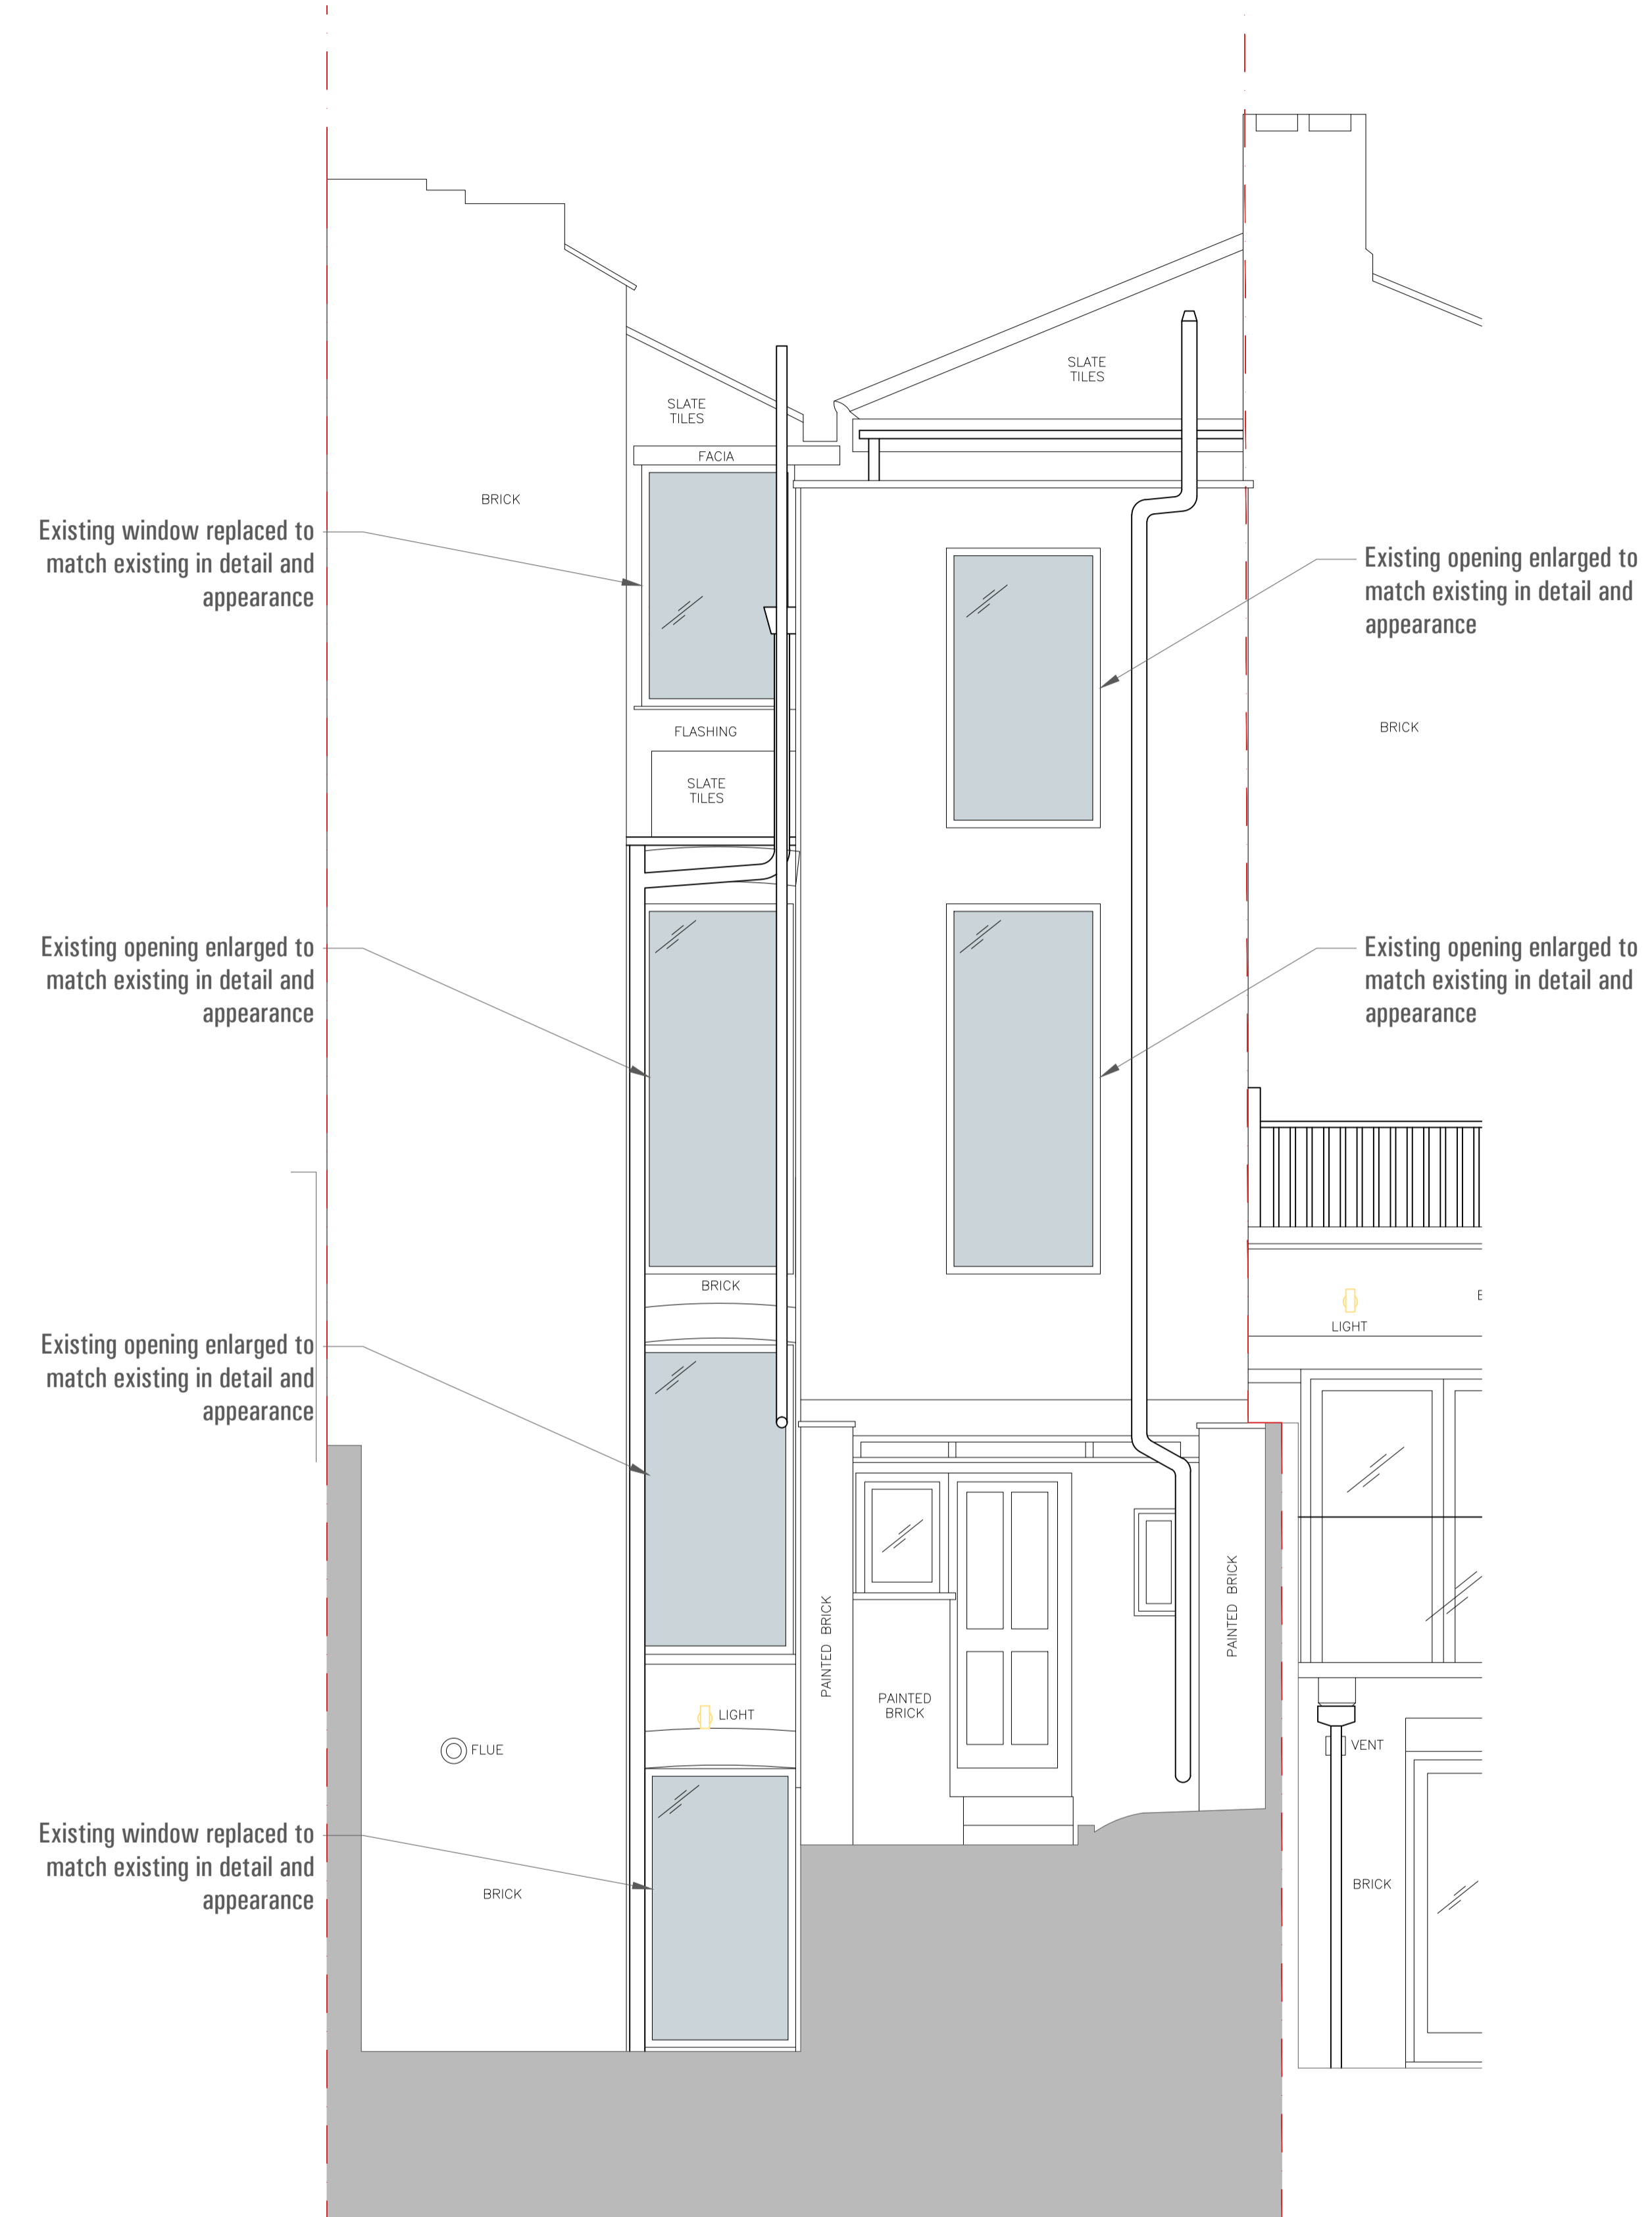 SLATE
TILES
SLATE
TILES
FACIA
BRICK
Existing window replaced to
match existing in detail and
appearance
Existing opening enlarged to
match existing in detail and
appearance
BRICK
FLASHING
SLATE
TILES
Existing opening enlarged to
match existing in detail and
appearance
Existing opening enlarged to
match existing in detail and
appearance
BRICK
LIGHT
Existing opening enlarged to
match existing in detail and
appearance
PAINTED BRICK
PAINTED BRICK
PAINTED
BRICK
LIGHT
FLUE
VENT
Existing window replaced to
match existing in detail and
appearance
BRICK
BRICK